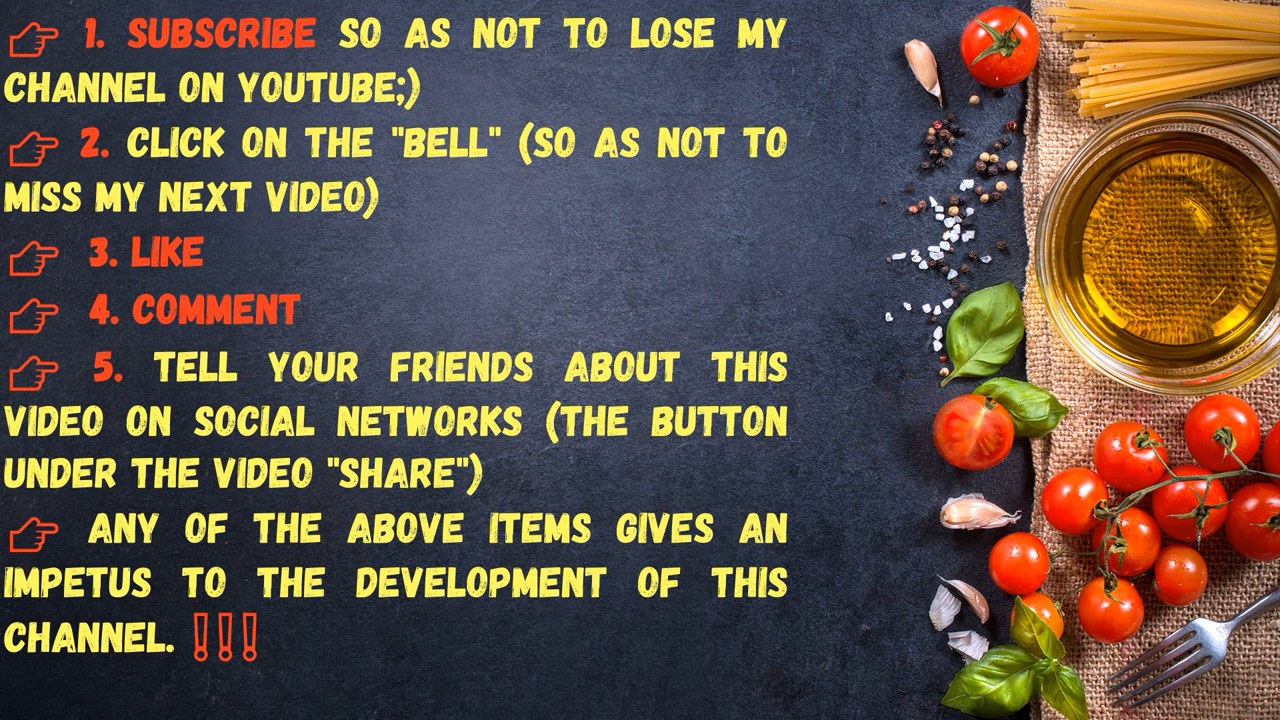 👉 1. SUBSCRIBE SO AS NOT TO LOSE MY
CHANNEL ON YOUTUBE;)
👉 2. CLICK ON THE "BELL" (SO AS NOT TO
MISS MY NEXT VIDEO)
👉 3. LIKE
👉 4. COMMENT
👉 5. TELL YOUR FRIENDS ABOUT THIS
VIDEO ON SOCIAL NETWORKS (THE BUTTON
UNDER THE VIDEO "SHARE")
👉 ANY OF THE ABOVE ITEMS GIVES AN
IMPETUS TO THE DEVELOPMENT OF THIS
CHANNEL. ❗❗❗